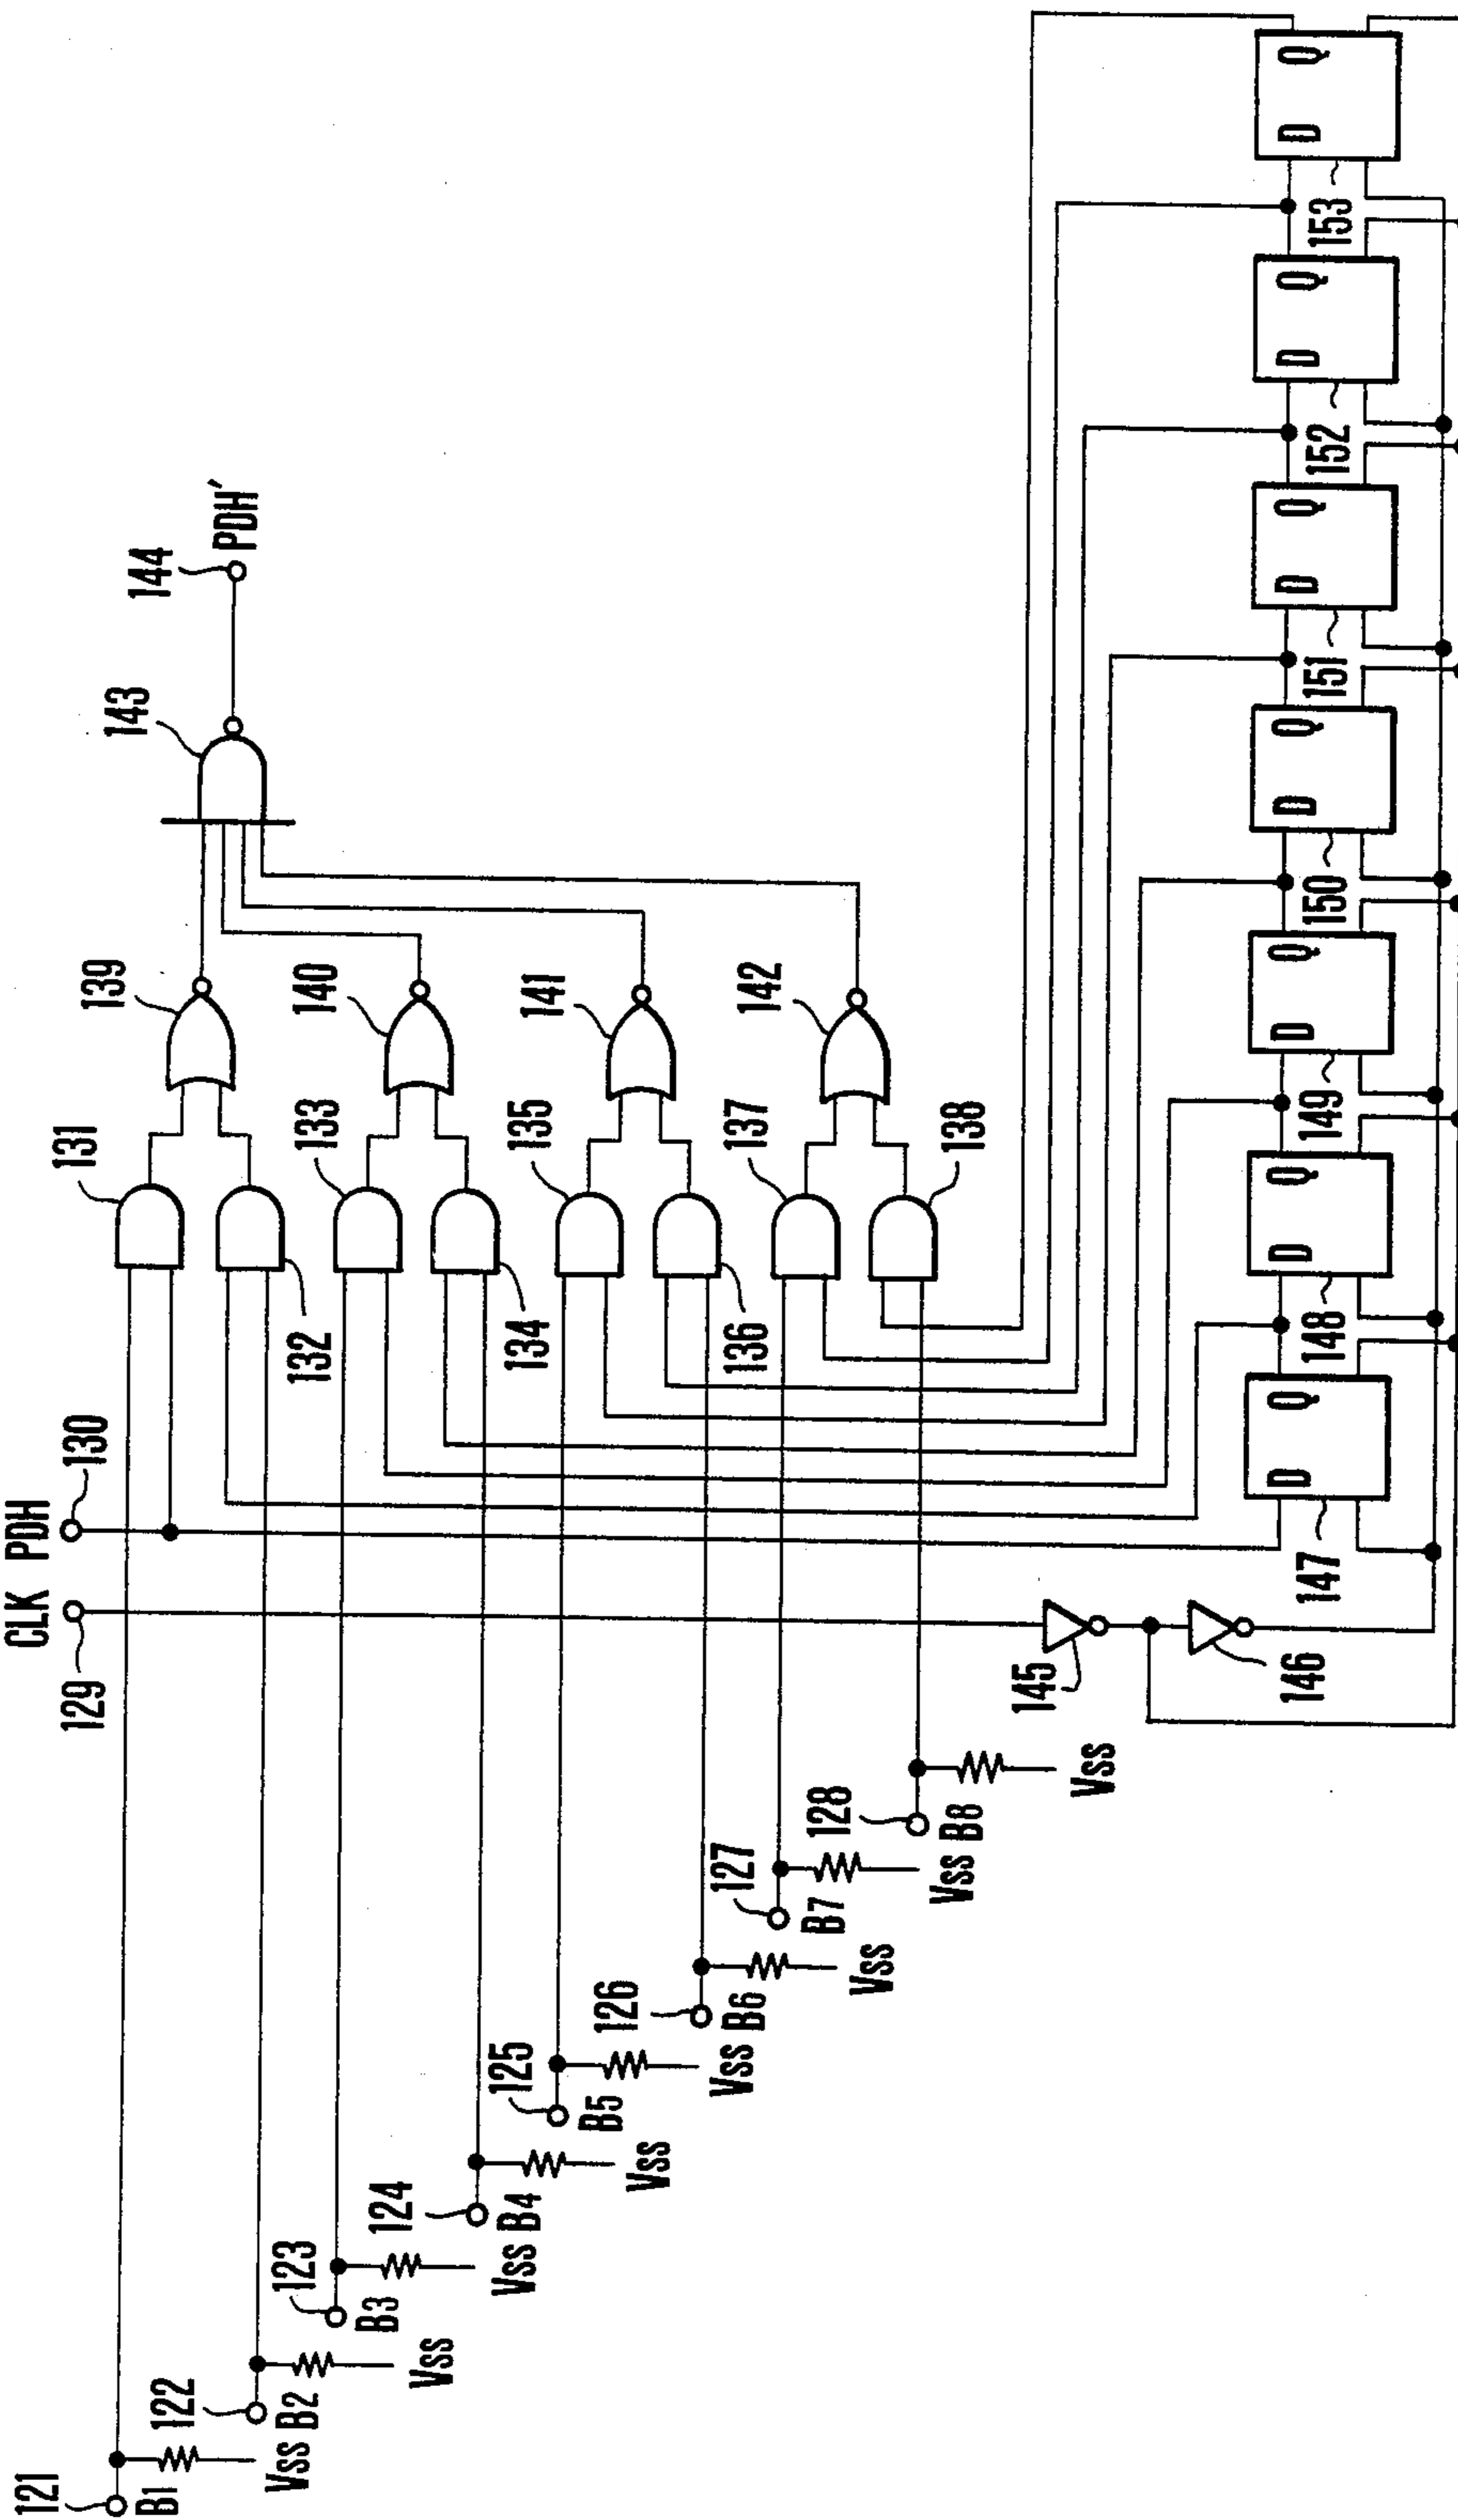 121
B1
Vss
122
B2
Vss
123
B3
Vss
124
B4
Vss
125
B5
Vss
126
B6
Vss
127
B7
Vss
128
B8
Vss
129
CLK
PDH
130
131
132
133
134
135
136
137
138
139
140
141
142
143
144
PDH'
145
146
D Q
147
D Q
148
D Q
149
D Q
150
D Q
151
D Q
152
D Q
153